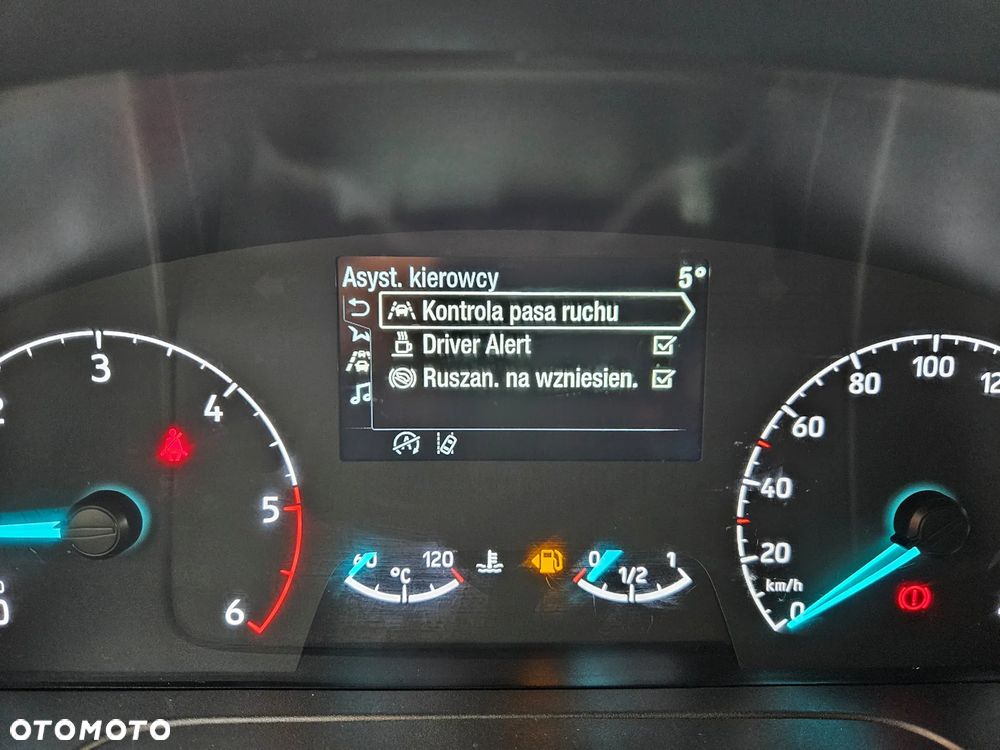 Asyst. kierowcy 5°
Kontrola pasa ruchu
Driver Alert
Ruszan. na wzniesien.
3
4
5
6
60 120
°C
0 1/2 1
100
80
60
40
20
km/h
0
OTOMOTO